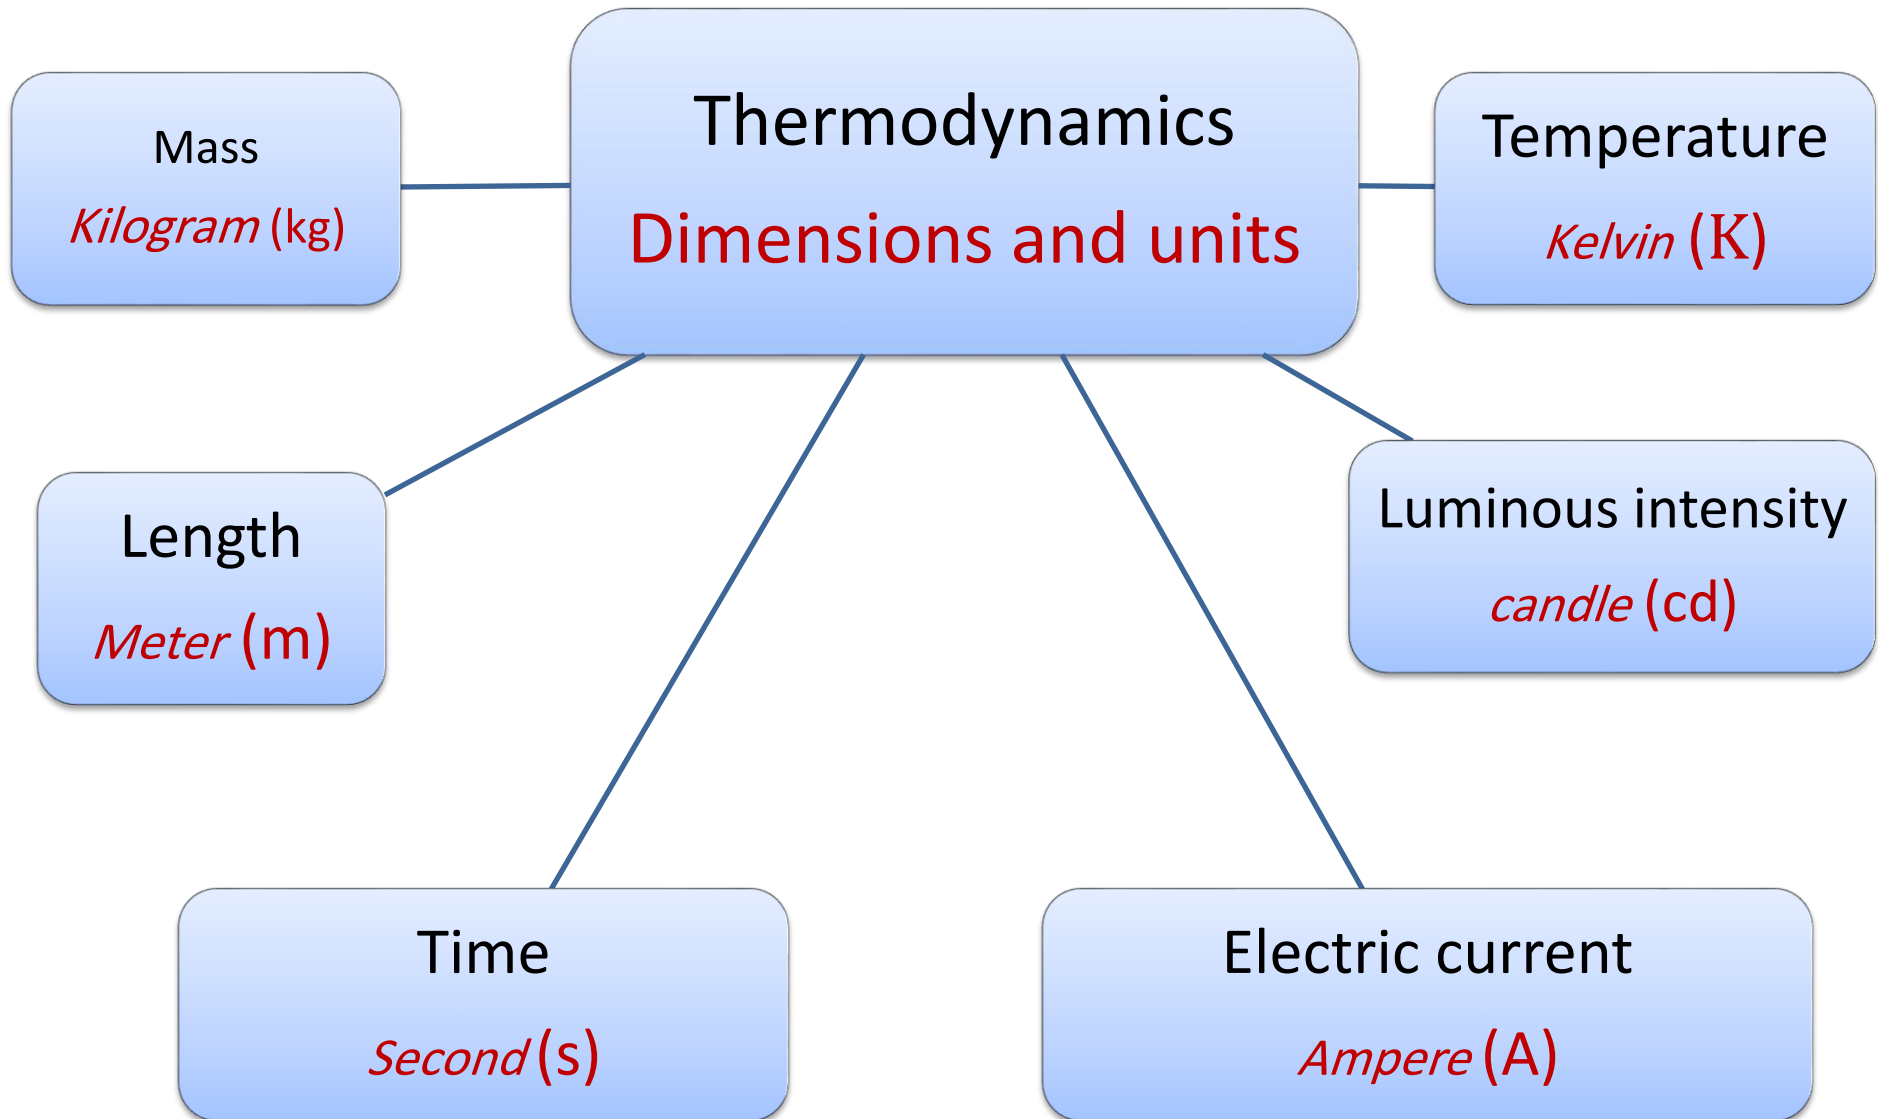 Thermodynamics
Dimensions and units
Mass
Kilogram (kg)
Temperature
Kelvin (K)
Length
Meter (m)
Luminous intensity
candle (cd)
Time
Second (s)
Electric current
Ampere (A)